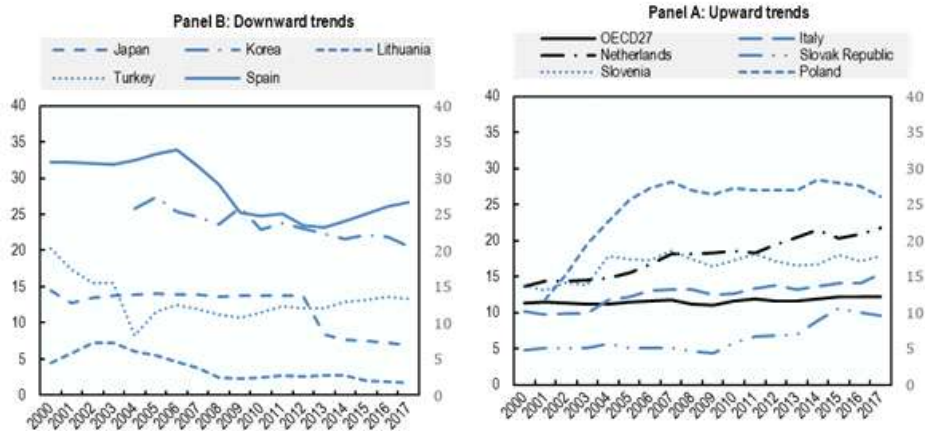 Panel B: Downward trends
Japan Korea Lithuania
Turkey Spain
40 40
35 35
30 30
25 25
20 20
15 15
10 10
5 5
0 0
2000 2001 2002 2003 2004 2005 2006 2007 2008 2009 2010 2011 2012 2013 2014 2015 2016 2017
Panel A: Upward trends
OECD27 Italy
Netherlands Slovak Republic
Slovenia Poland
40 40
35 35
30 30
25 25
20 20
15 15
10 10
5 5
0 0
2000 2001 2002 2003 2004 2005 2006 2007 2008 2009 2010 2011 2012 2013 2014 2015 2016 2017